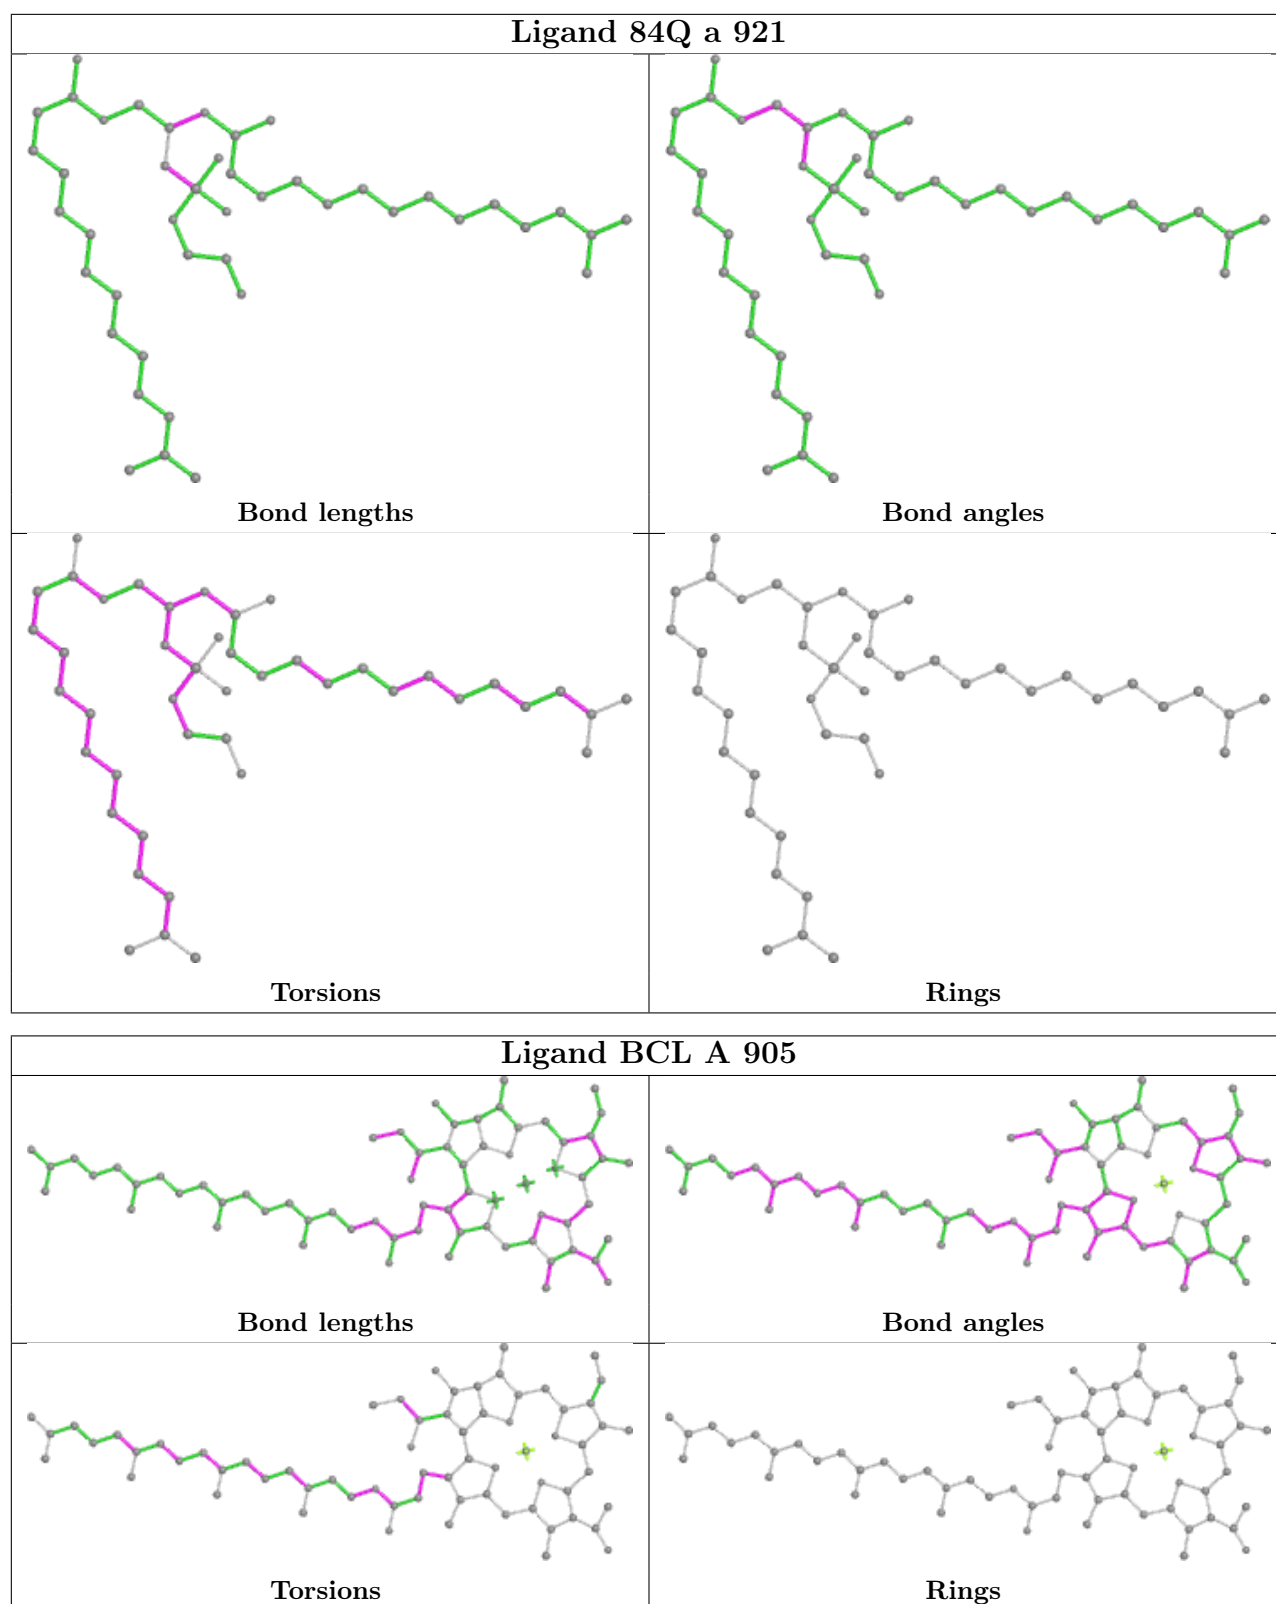 Ligand 84Q a 921
Bond lengths
Bond angles
Torsions
Rings
Ligand BCL A 905
Bond lengths
Bond angles
Torsions
Rings